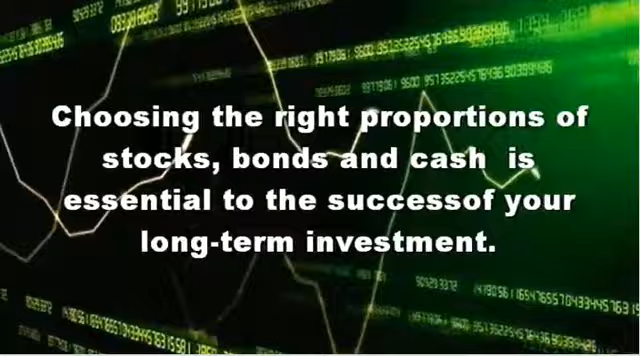 Choosing the right proportions of
stocks, bonds and cash is
essential to the successof your
long-term investment.